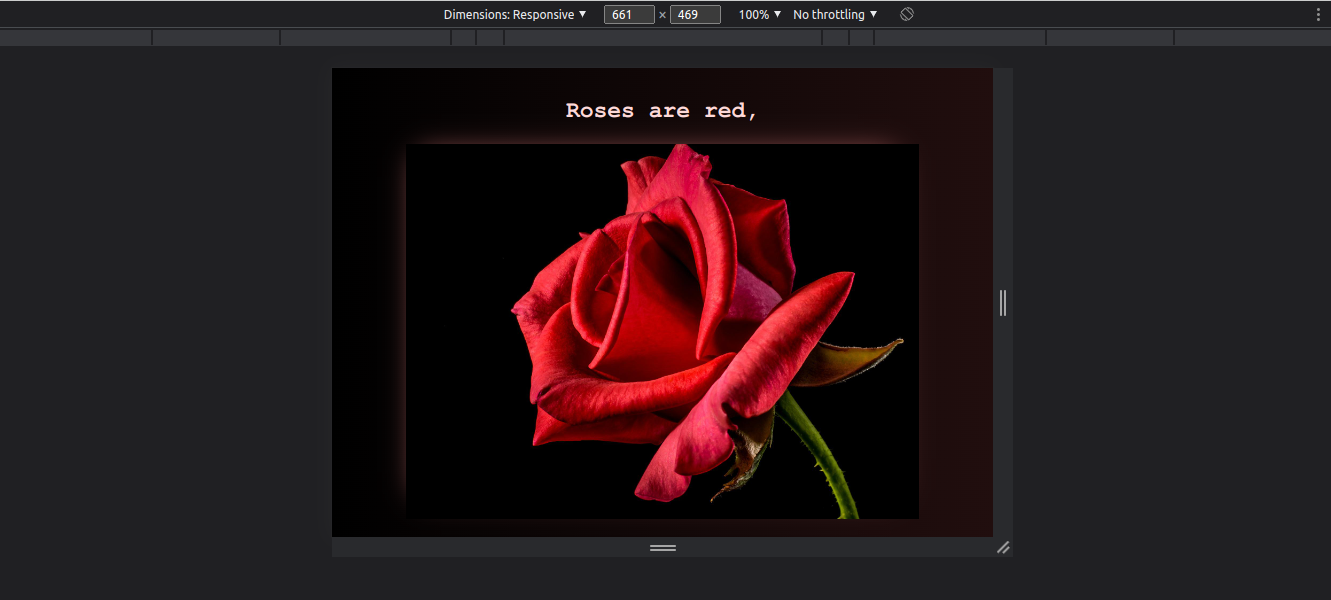 Dimensions: Responsive ▼ 661 × 469 100% ▼ No throttling ▼
Roses are red,